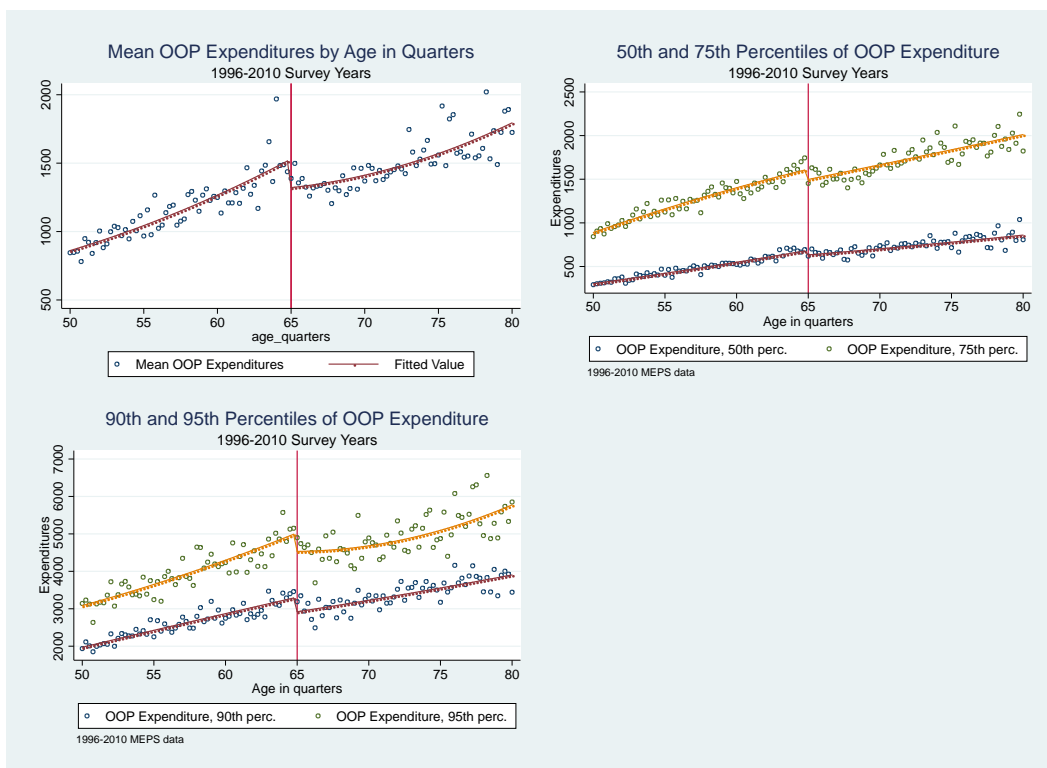 Mean OOP Expenditures by Age in Quarters
1996-2010 Survey Years
2000
1500
1000
500
50 55 60 65 70 75 80
age_quarters
Mean OOP Expenditures Fitted Value
50th and 75th Percentiles of OOP Expenditure
1996-2010 Survey Years
Expenditures
2500
2000
1500
1000
500
50 55 60 65 70 75 80
Age in quarters
OOP Expenditure, 50th perc. OOP Expenditure, 75th perc.
1996-2010 MEPS data
90th and 95th Percentiles of OOP Expenditure
1996-2010 Survey Years
Expenditures
7000
6000
5000
4000
3000
2000
50 55 60 65 70 75 80
Age in quarters
OOP Expenditure, 90th perc. OOP Expenditure, 95th perc.
1996-2010 MEPS data